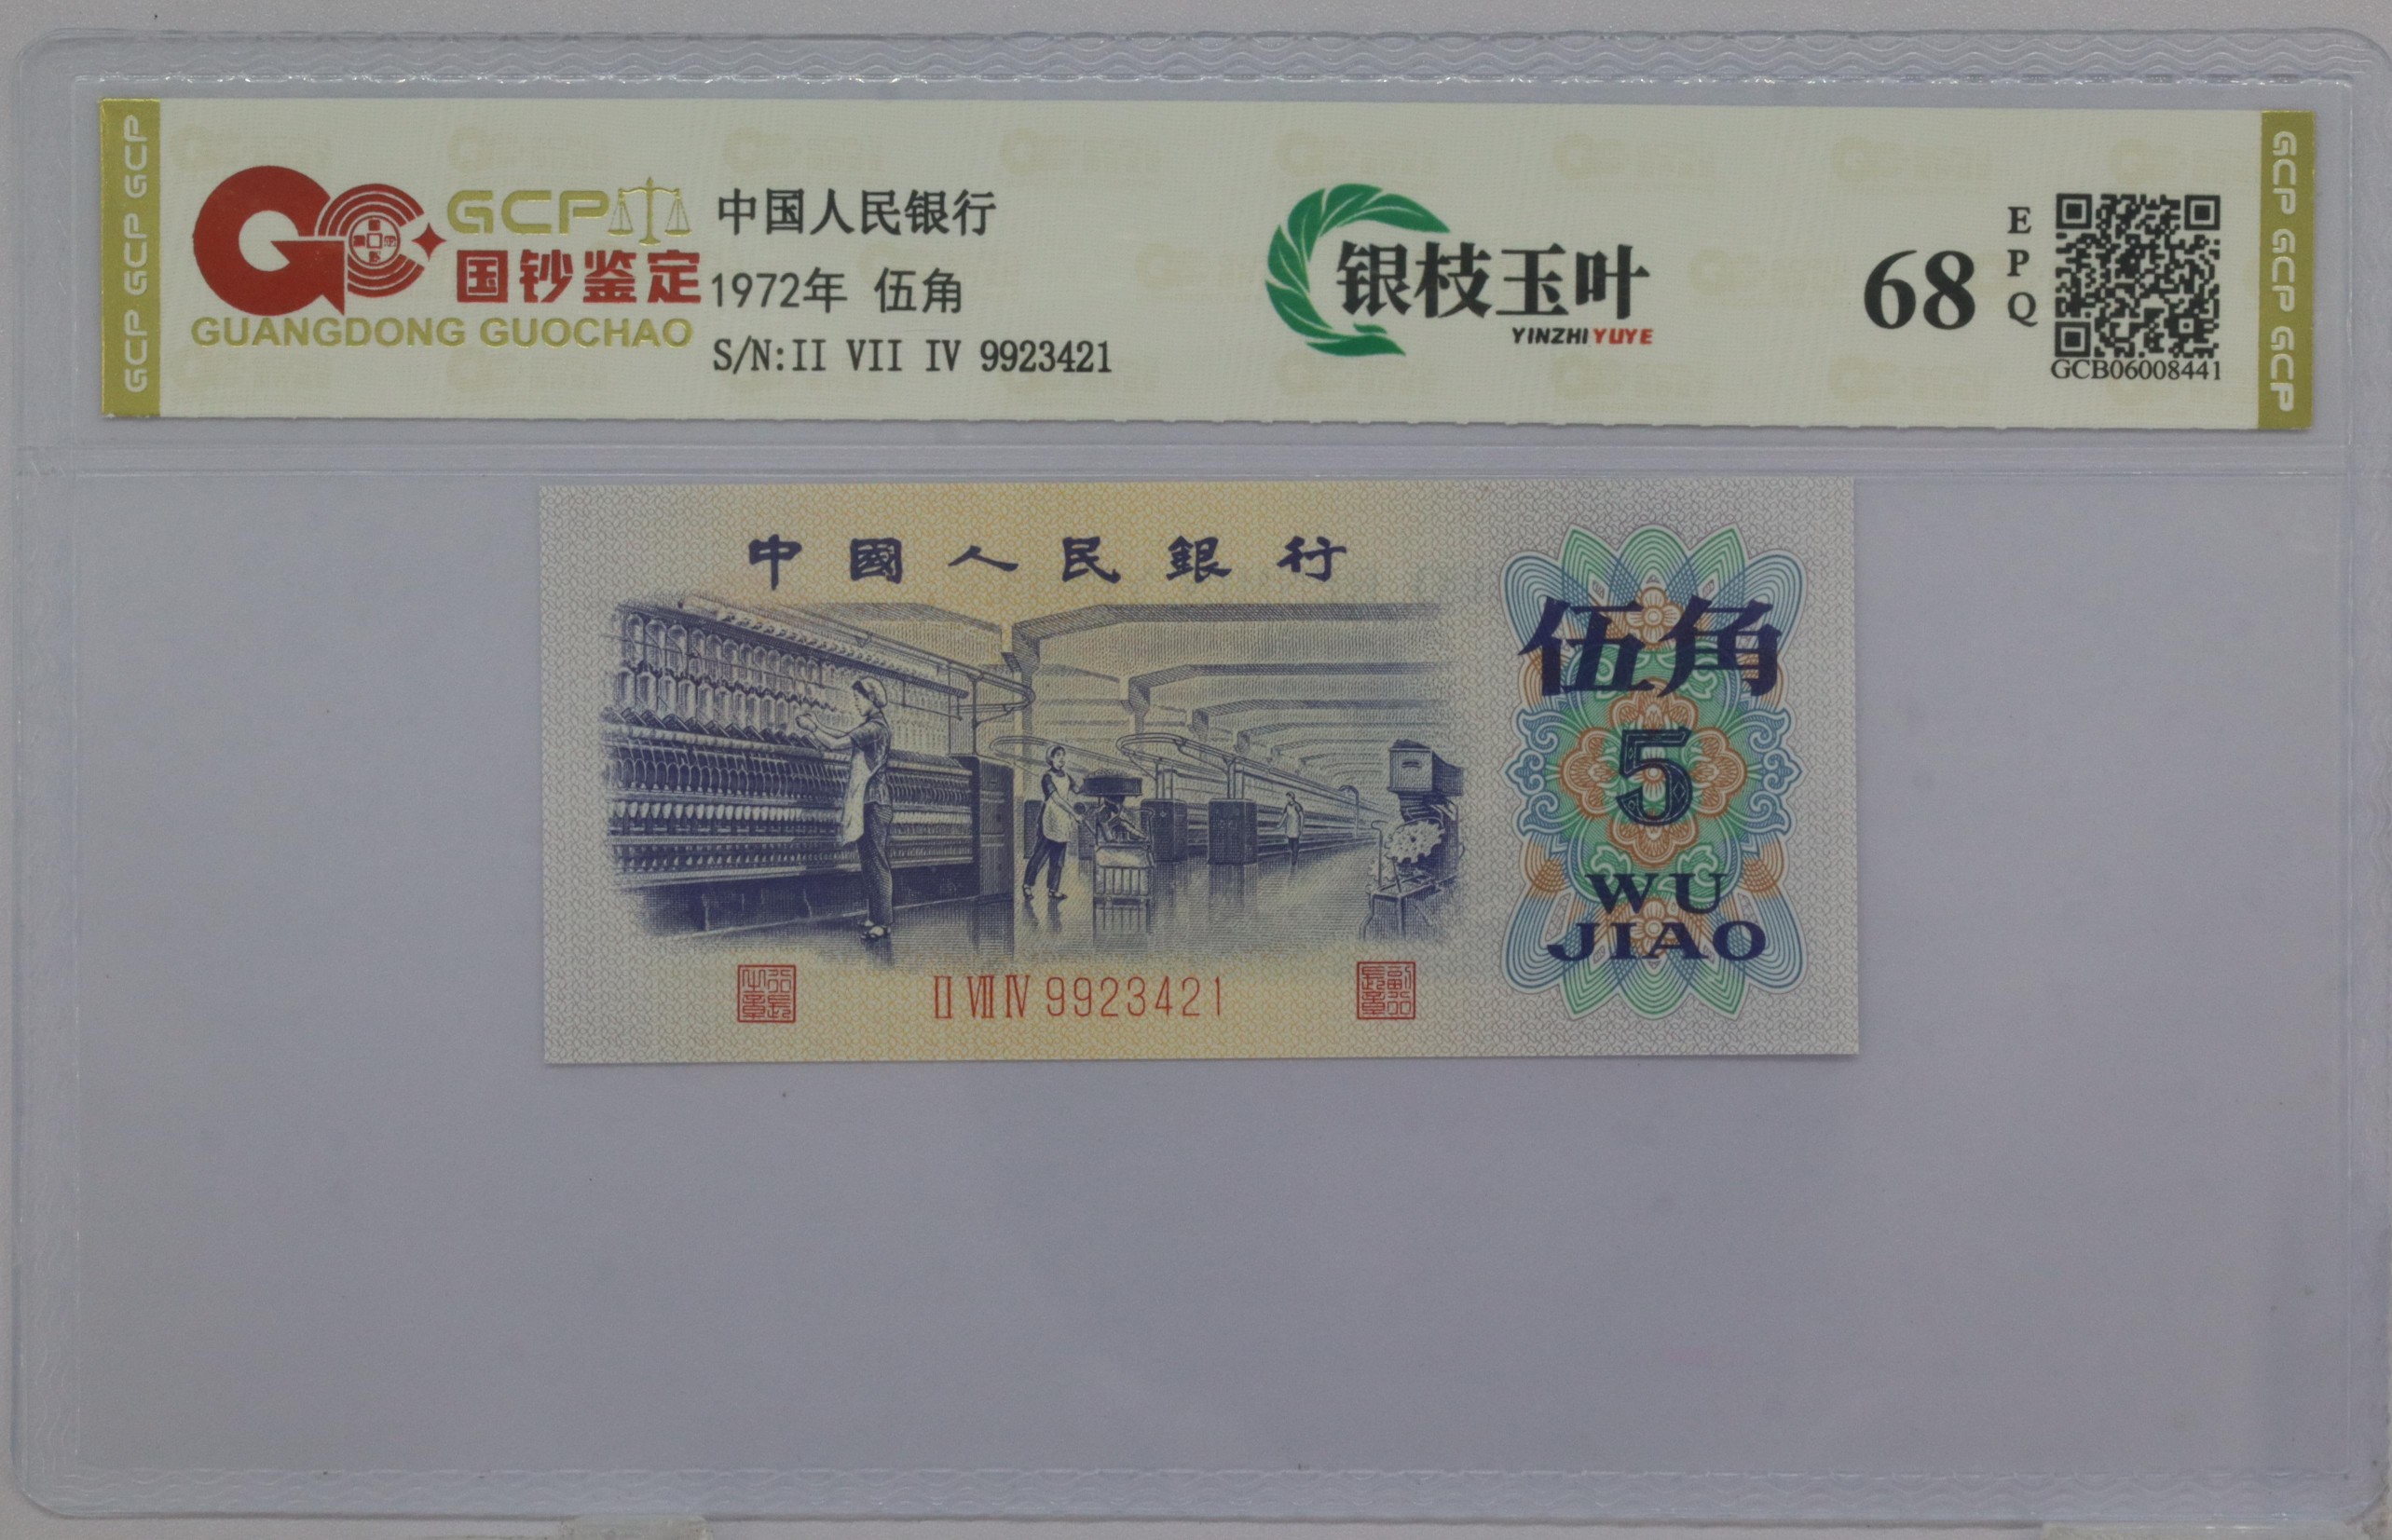 GCP GCP GCP
GCP
国钞鉴定
GUANGDONG GUOCHAO
中国人民银行
1972年 伍角
S/N:II VII IV 9923421
银枝玉叶
YINZHI YUYE
68
EPQ
GCB06008441
GCP GCP GCP
中國人民銀行
伍角
5
WU
JIAO
II VII IV 9923421